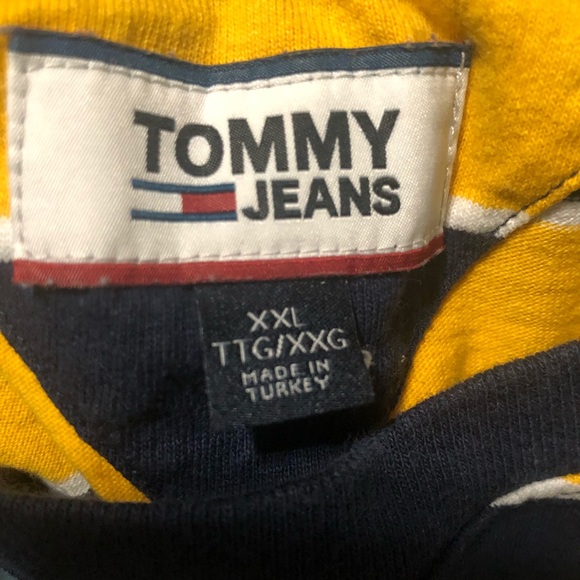 TOMMY
JEANS
XXL
TTG/XXG
MADE IN
TURKEY